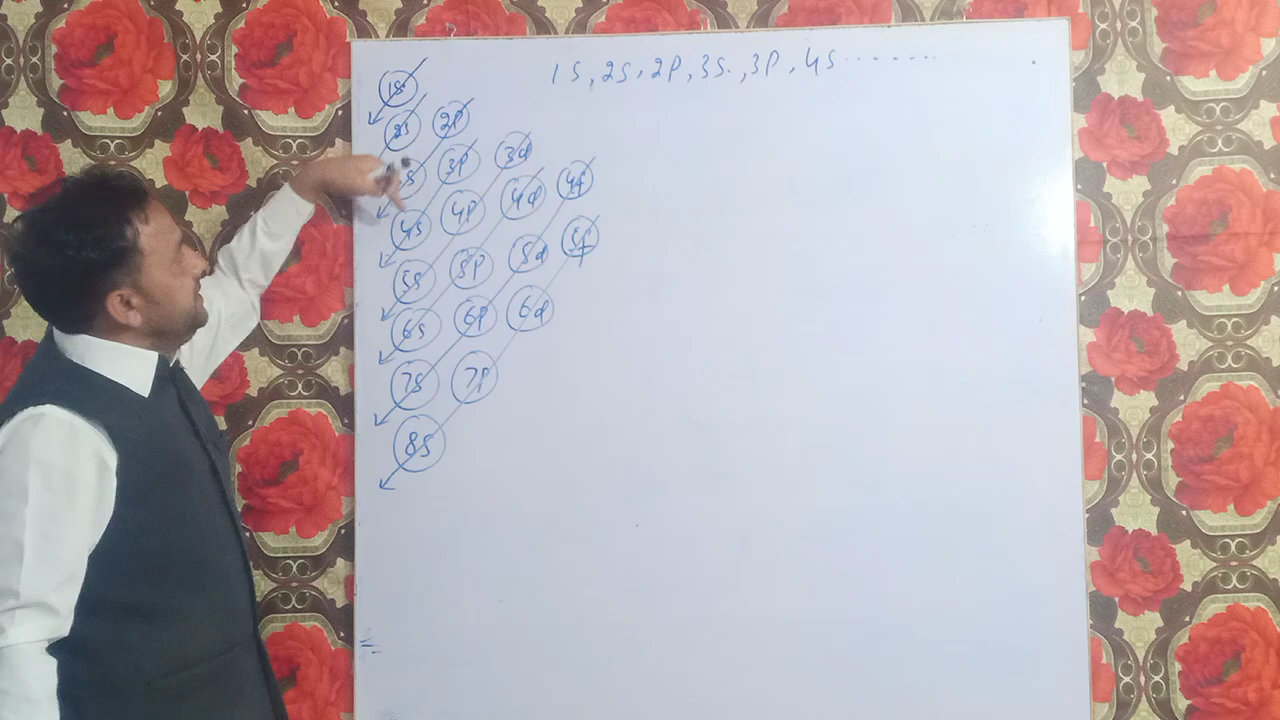 1S, 2S, 2P, 3S., 3P, 4S.......
1S
2S 2P
S 3P 3d
4S 4P 4d 4f
5S 5P 5d 5f
6S 6P 6d
7S 7P
8S